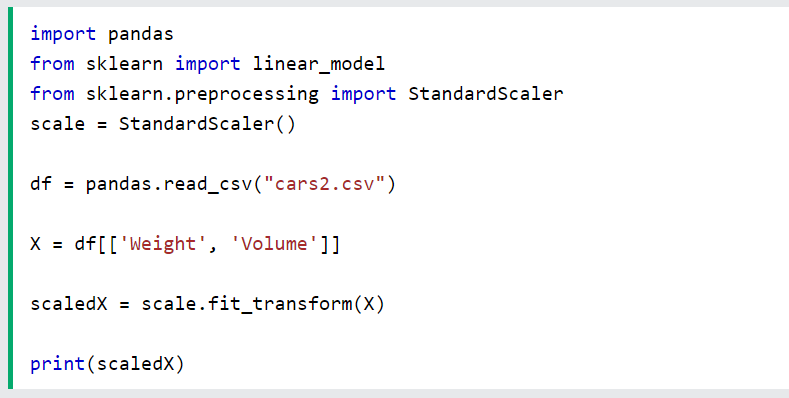 import pandas
from sklearn import linear_model
from sklearn.preprocessing import StandardScaler
scale = StandardScaler()
df = pandas.read_csv("cars2.csv")
X = df[['Weight', 'Volume']]
scaledX = scale.fit_transform(X)
print(scaledX)